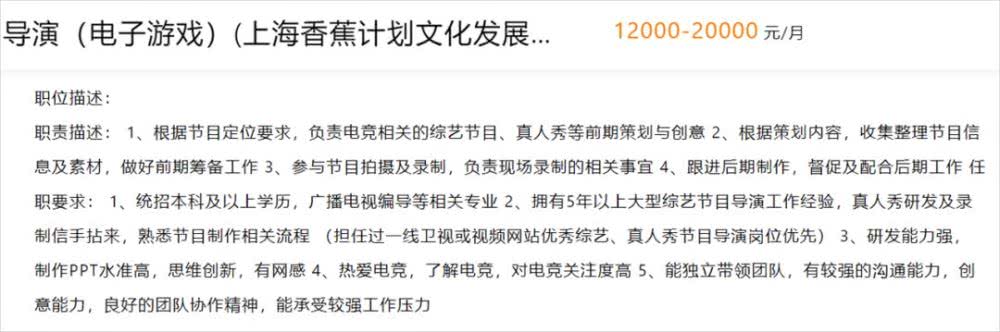 导演（电子游戏）(上海香蕉计划文化发展... 12000-20000 元/月
职位描述：
职责描述： 1、根据节目定位要求，负责电竞相关的综艺节目、真人秀等前期策划与创意 2、根据策划内容，收集整理节目信
息及素材，做好前期筹备工作 3、参与节目拍摄及录制，负责现场录制的相关事宜 4、跟进后期制作，督促及配合后期工作 任
职要求： 1、统招本科及以上学历，广播电视编导等相关专业 2、拥有5年以上大型综艺节目导演工作经验，真人秀研发及录
制信手拈来，熟悉节目制作相关流程 （担任过一线卫视或视频网站优秀综艺、真人秀节目导演岗位优先） 3、研发能力强，
制作PPT水准高，思维创新，有网感 4、热爱电竞，了解电竞，对电竞关注度高 5、能独立带领团队，有较强的沟通能力，创
意能力，良好的团队协作精神，能承受较强工作压力